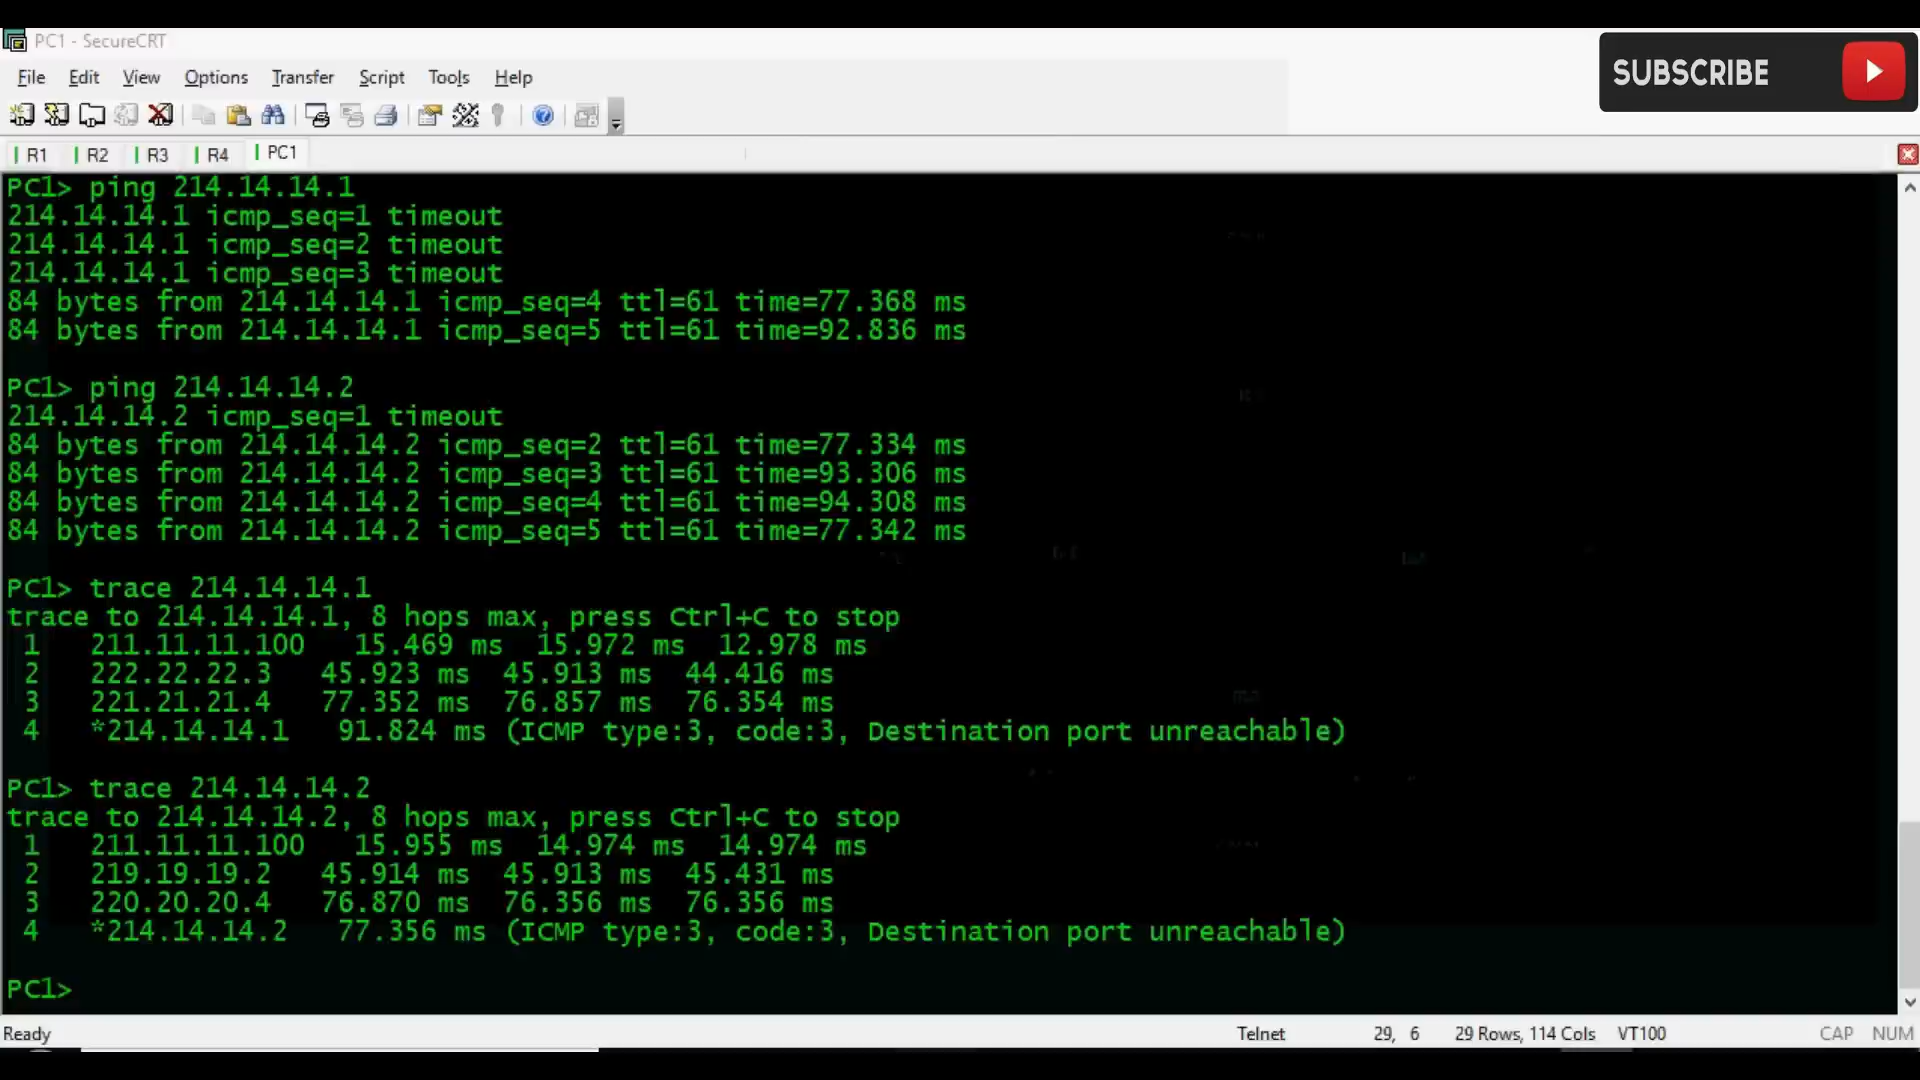 PC1 - SecureCRT
SUBSCRIBE
File Edit View Options Transfer Script Tools Help
R1 R2 R3 R4 PC1
PC1> ping 214.14.14.1
214.14.14.1 icmp_seq=1 timeout
214.14.14.1 icmp_seq=2 timeout
214.14.14.1 icmp_seq=3 timeout
84 bytes from 214.14.14.1 icmp_seq=4 ttl=61 time=77.368 ms
84 bytes from 214.14.14.1 icmp_seq=5 ttl=61 time=92.836 ms
PC1> ping 214.14.14.2
214.14.14.2 icmp_seq=1 timeout
84 bytes from 214.14.14.2 icmp_seq=2 ttl=61 time=77.334 ms
84 bytes from 214.14.14.2 icmp_seq=3 ttl=61 time=93.306 ms
84 bytes from 214.14.14.2 icmp_seq=4 ttl=61 time=94.308 ms
84 bytes from 214.14.14.2 icmp_seq=5 ttl=61 time=77.342 ms
PC1> trace 214.14.14.1
trace to 214.14.14.1, 8 hops max, press Ctrl+C to stop
1 211.11.11.100 15.469 ms 15.972 ms 12.978 ms
2 222.22.22.3 45.923 ms 45.913 ms 44.416 ms
3 221.21.21.4 77.352 ms 76.857 ms 76.354 ms
4 *214.14.14.1 91.824 ms (ICMP type:3, code:3, Destination port unreachable)
PC1> trace 214.14.14.2
trace to 214.14.14.2, 8 hops max, press Ctrl+C to stop
1 211.11.11.100 15.955 ms 14.974 ms 14.974 ms
2 219.19.19.2 45.914 ms 45.913 ms 45.431 ms
3 220.20.20.4 76.870 ms 76.356 ms 76.356 ms
4 *214.14.14.2 77.356 ms (ICMP type:3, code:3, Destination port unreachable)
PC1>
Ready Telnet 29, 6 29 Rows, 114 Cols VT100 CAP NUM